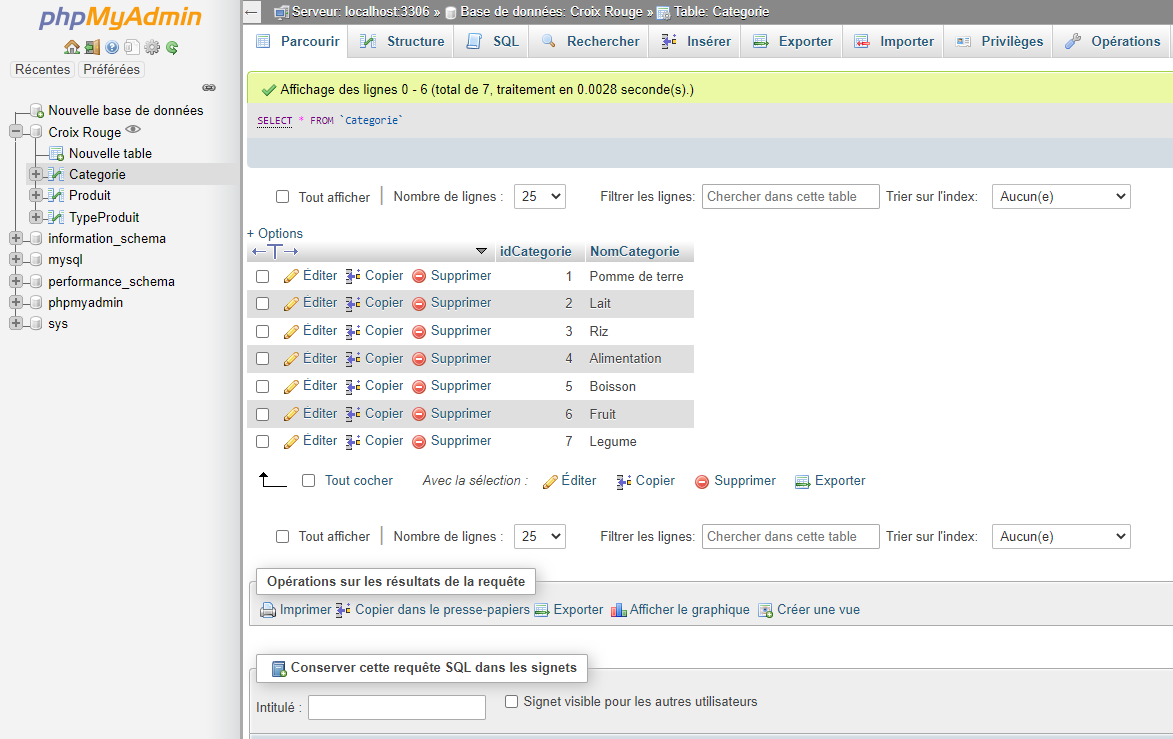 phpMyAdmin
Récentes Préférées
Nouvelle base de données
Croix Rouge
Nouvelle table
Categorie
Produit
TypeProduit
information_schema
mysql
performance_schema
phpmyadmin
sys
Serveur: localhost:3306 » Base de données: Croix Rouge » Table: Categorie
Parcourir Structure SQL Rechercher Insérer Exporter Importer Privilèges Opérations
Affichage des lignes 0 - 6 (total de 7, traitement en 0.0028 seconde(s).)
SELECT * FROM `Categorie`
Tout afficher Nombre de lignes : 25 Filtrer les lignes: Chercher dans cette table Trier sur l'index: Aucun(e)
+ Options
idCategorie NomCategorie
Éditer Copier Supprimer 1 Pomme de terre
Éditer Copier Supprimer 2 Lait
Éditer Copier Supprimer 3 Riz
Éditer Copier Supprimer 4 Alimentation
Éditer Copier Supprimer 5 Boisson
Éditer Copier Supprimer 6 Fruit
Éditer Copier Supprimer 7 Legume
Tout cocher Avec la sélection : Éditer Copier Supprimer Exporter
Tout afficher Nombre de lignes : 25 Filtrer les lignes: Chercher dans cette table Trier sur l'index: Aucun(e)
Opérations sur les résultats de la requête
Imprimer Copier dans le presse-papiers Exporter Afficher le graphique Créer une vue
Conserver cette requête SQL dans les signets
Intitulé : Signet visible pour les autres utilisateurs